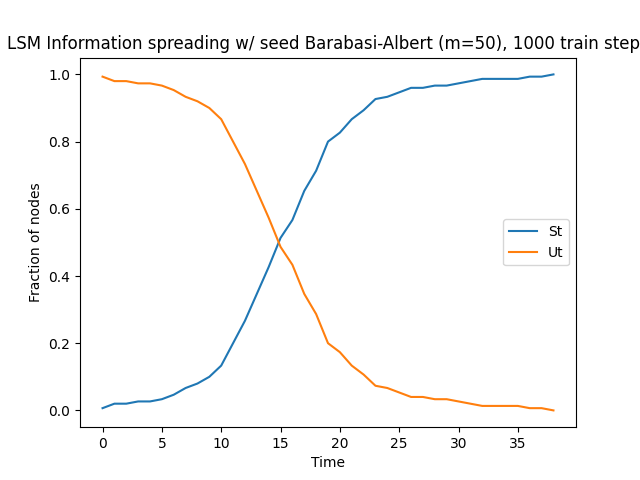 LSM Information spreading w/ seed Barabasi-Albert (m=50), 1000 train step
1.0
0.8
0.6
0.4
0.2
0.0
Fraction of nodes
St
Ut
0 5 10 15 20 25 30 35
Time